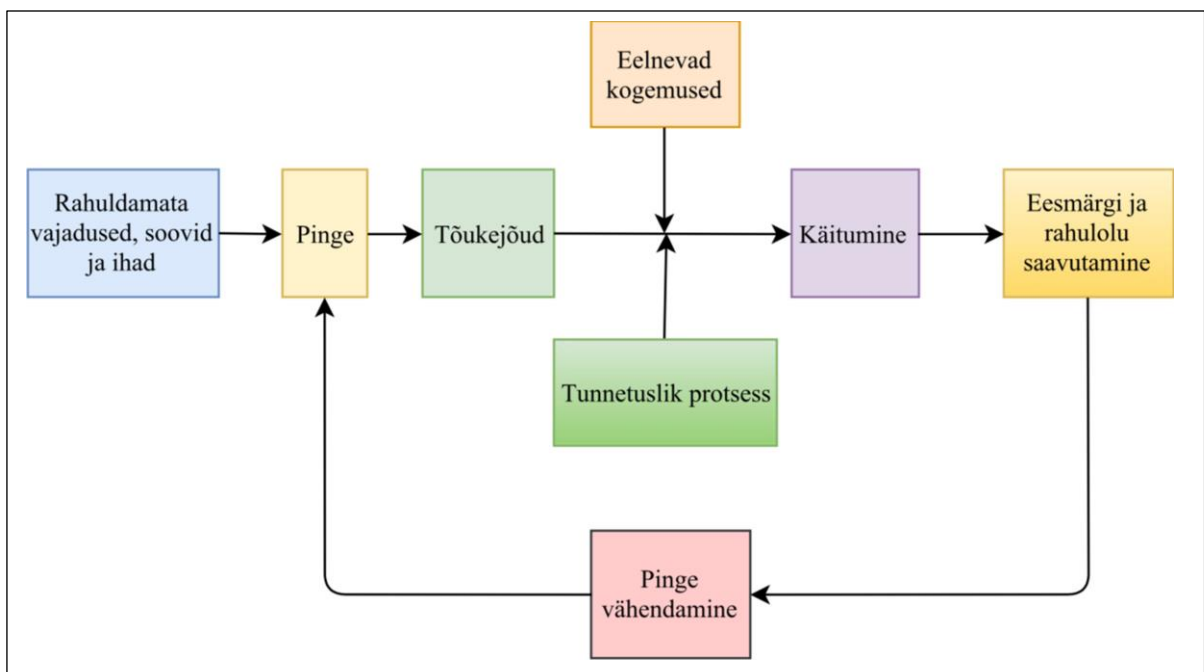 Eelnevad
kogemused
Rahuldamata
vajadused, soovid
ja ihad
Pinge
Tõukejõud
Käitumine
Eesmärgi ja
rahulolu
saavutamine
Tunnetuslik protsess
Pinge
vähendamine